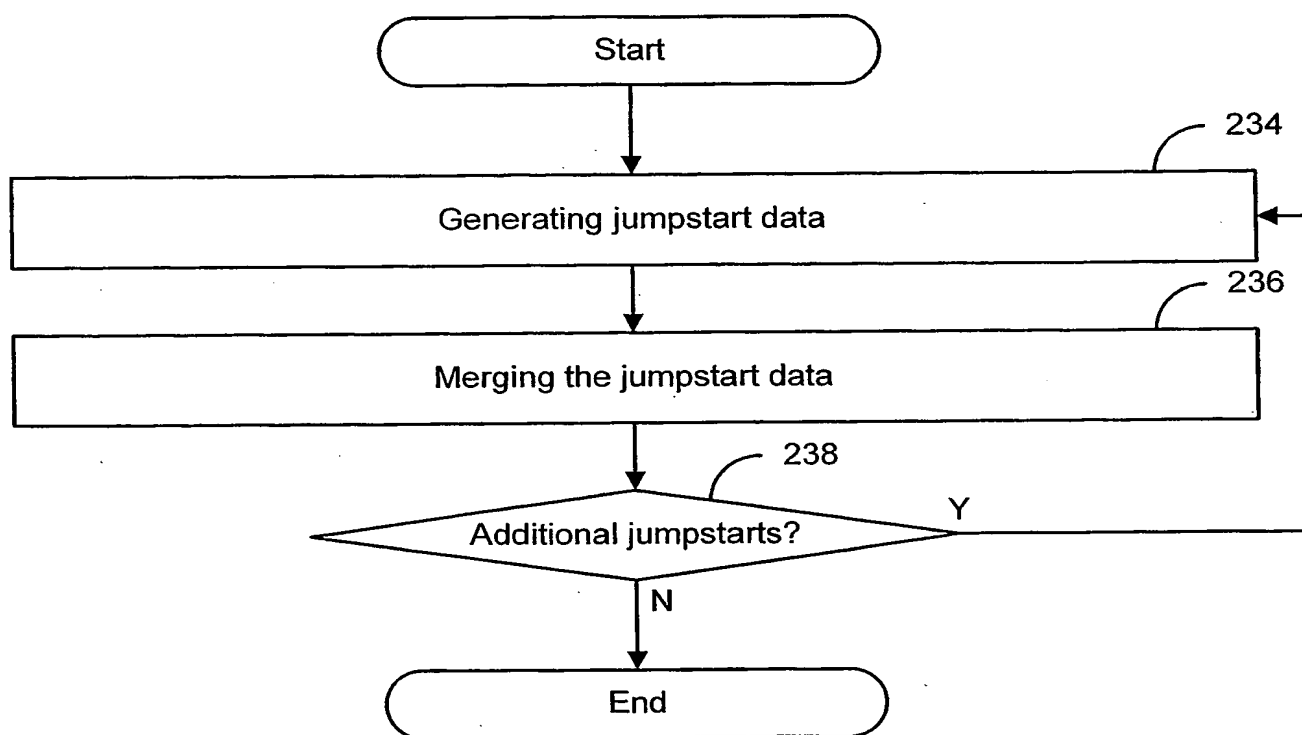 Start
234
Generating jumpstart data
236
Merging the jumpstart data
238
Additional jumpstarts?
Y
N
End